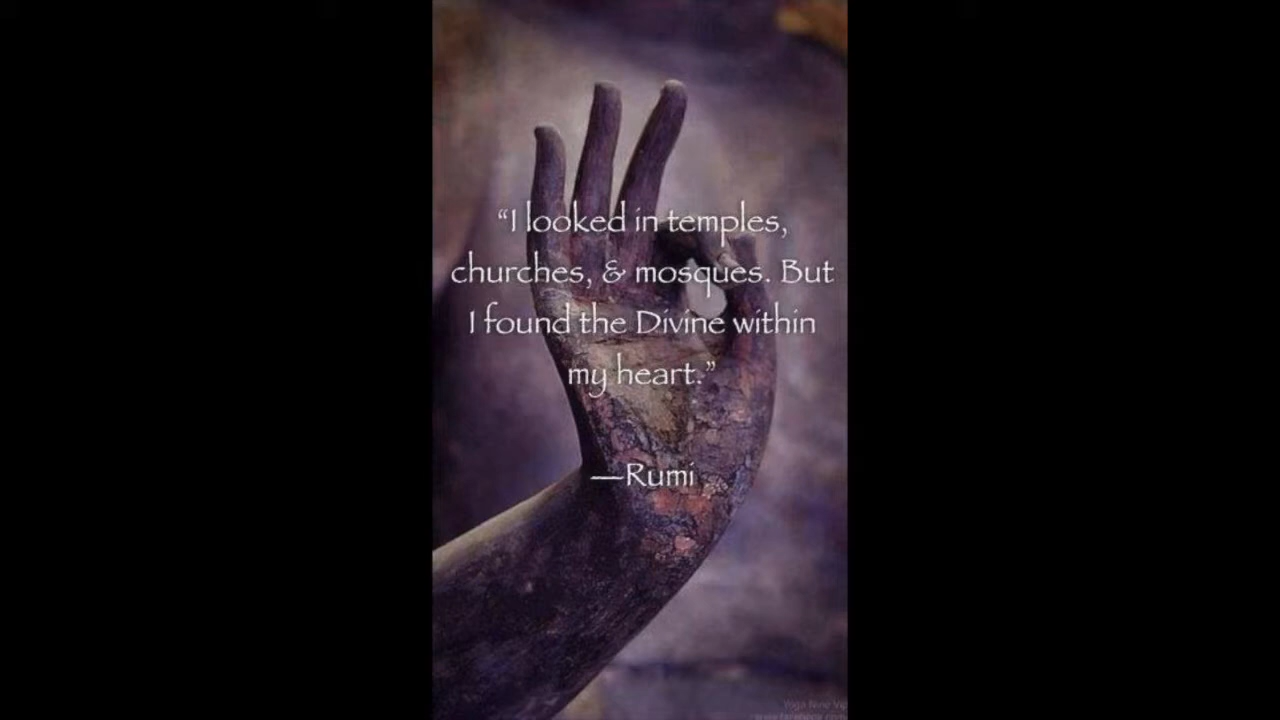 “I looked in temples,
churches, & mosques. But
I found the Divine within
my heart.”
—Rumi